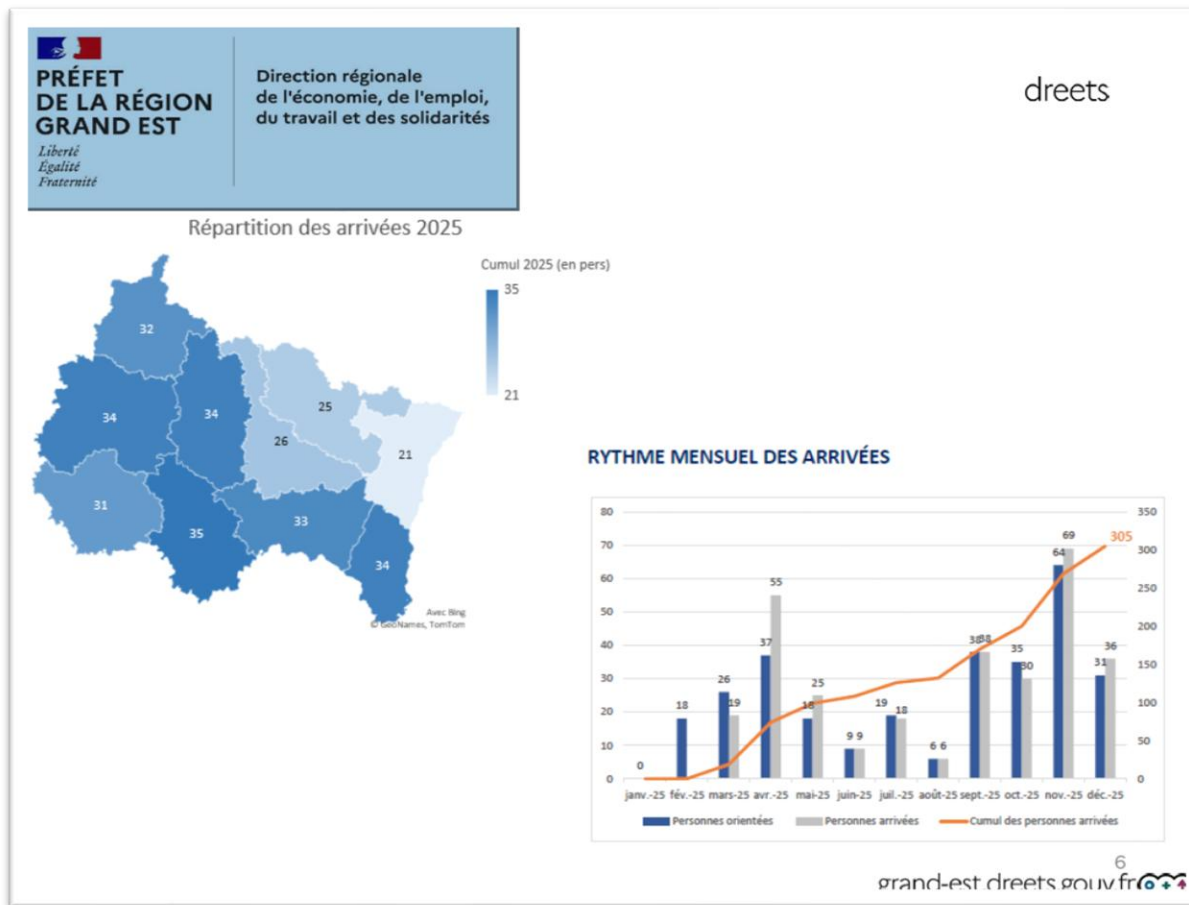 PRÉFET
DE LA RÉGION
GRAND EST
Liberté
Égalité
Fraternité
Direction régionale
de l'économie, de l'emploi,
du travail et des solidarités
dreets
Répartition des arrivées 2025
Cumul 2025 (en pers)
35
21
32
34
34
25
26
21
31
35
33
34
Avec Bing
© GeoNames, TomTom
RYTHME MENSUEL DES ARRIVÉES
80
70
60
50
40
30
20
10
0
350
300
250
200
150
100
50
0
0
18
26
19
37
55
18
25
9 9
19
18
6 6
38
38
35
30
64
69
31
36
305
janv.-25 fév.-25 mars-25 avr.-25 mai-25 juin-25 juil.-25 août-25 sept.-25 oct.-25 nov.-25 déc.-25
Personnes orientées Personnes arrivées Cumul des personnes arrivées
6
grand-est.dreets.gouv.fr